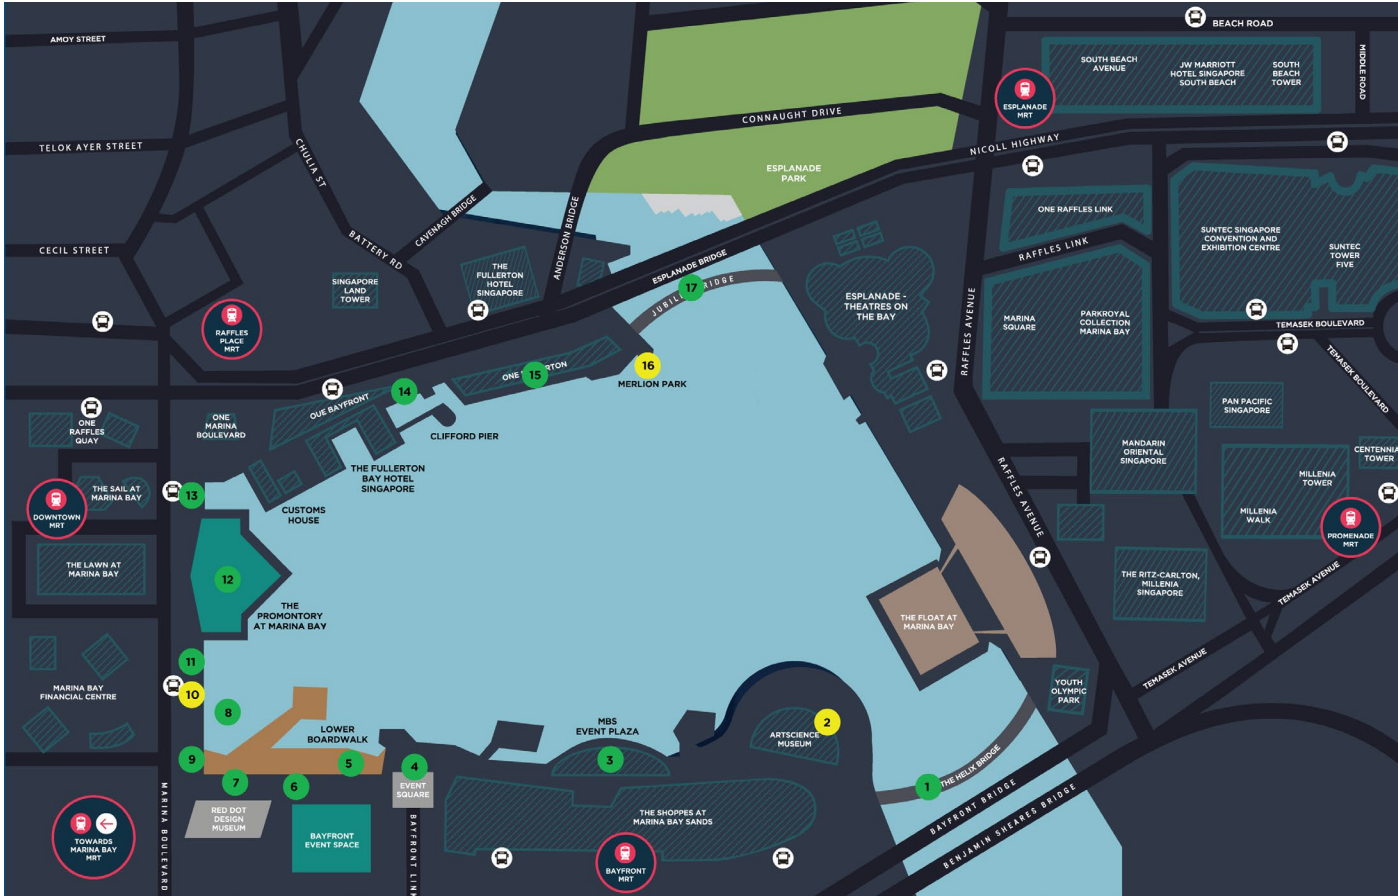 AMOY STREET
TELOK AYER STREET
CECIL STREET
CHULIA ST
BATTERY RD
CAVENAGH BRIDGE
ANDERSON BRIDGE
CONNAUGHT DRIVE
ESPLANADE
PARK
ESPLANADE BRIDGE
NICOLL HIGHWAY
BEACH ROAD
MIDDLE ROAD
SOUTH BEACH
AVENUE
JW MARRIOTT
HOTEL SINGAPORE
SOUTH BEACH
SOUTH
BEACH
TOWER
ESPLANADE
MRT
ONE RAFFLES LINK
RAFFLES LINK
SUNTEC SINGAPORE
CONVENTION AND
EXHIBITION CENTRE
SUNTEC
TOWER
FIVE
TEMASEK BOULEVARD
TEMASEK BOULEVARD
MARINA
SQUARE
PARKROYAL
COLLECTION
MARINA BAY
RAFFLES AVENUE
ESPLANADE -
THEATRES ON
THE BAY
SINGAPORE
LAND
TOWER
THE
FULLERTON
HOTEL
SINGAPORE
17
RAFFLES
PLACE
MRT
ONE
15
16
MERLION PARK
14
OUE BAYFRONT
CLIFFORD PIER
THE FULLERTON
BAY HOTEL
SINGAPORE
CUSTOMS
HOUSE
ONE
MARINA
BOULEVARD
ONE
RAFFLES
QUAY
THE SAIL AT
MARINA BAY
DOWNTOWN
MRT
13
THE LAWN AT
MARINA BAY
12
THE
PROMONTORY
AT MARINA BAY
PAN PACIFIC
SINGAPORE
MANDARIN
ORIENTAL
SINGAPORE
MILLENIA
TOWER
MILLENIA
WALK
TOWER
PROMENADE
MRT
RAFFLES AVENUE
THE RITZ-CARLTON,
MILLENIA
SINGAPORE
TEMASEK AVENUE
TEMASEK AVENUE
THE FLOAT AT
MARINA BAY
YOUTH
OLYMPIC
PARK
11
10
MARINA BAY
FINANCIAL CENTRE
8
LOWER
BOARDWALK
9
7
6
5
4
EVENT
SQUARE
MBS
EVENT PLAZA
3
2
ARTSCIENCE
MUSEUM
1
THE HELIX BRIDGE
BAYFRONT BRIDGE
BENJAMIN SHEARES BRIDGE
THE SHOPPES AT
MARINA BAY SANDS
BAYFRONT
MRT
RED DOT
DESIGN
MUSEUM
BAYFRONT
EVENT SPACE
BAYFRONT LINK
MARINA BOULEVARD
TOWARDS
MARINA BAY
MRT